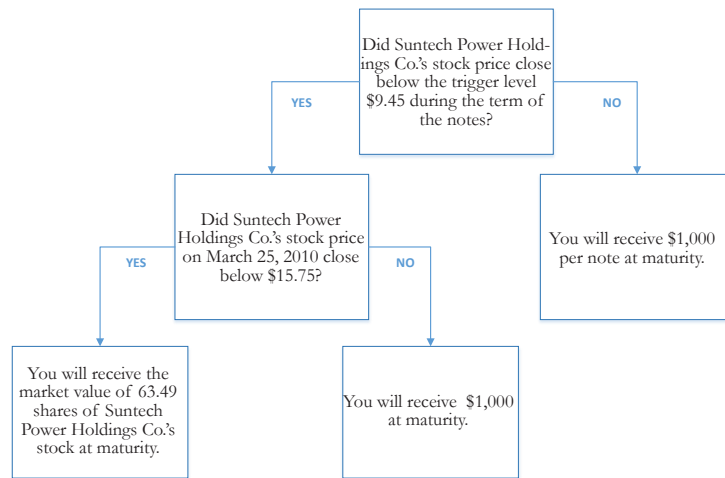 Did Suntech Power Hold-
ings Co.'s stock price close
below the trigger level
$9.45 during the term of
the notes?
YES
NO
Did Suntech Power
Holdings Co.'s stock price
on March 25, 2010 close
below $15.75?
You will receive $1,000
per note at maturity.
YES
NO
You will receive the
market value of 63.49
shares of Suntech
Power Holdings Co.'s
stock at maturity.
You will receive $1,000
at maturity.